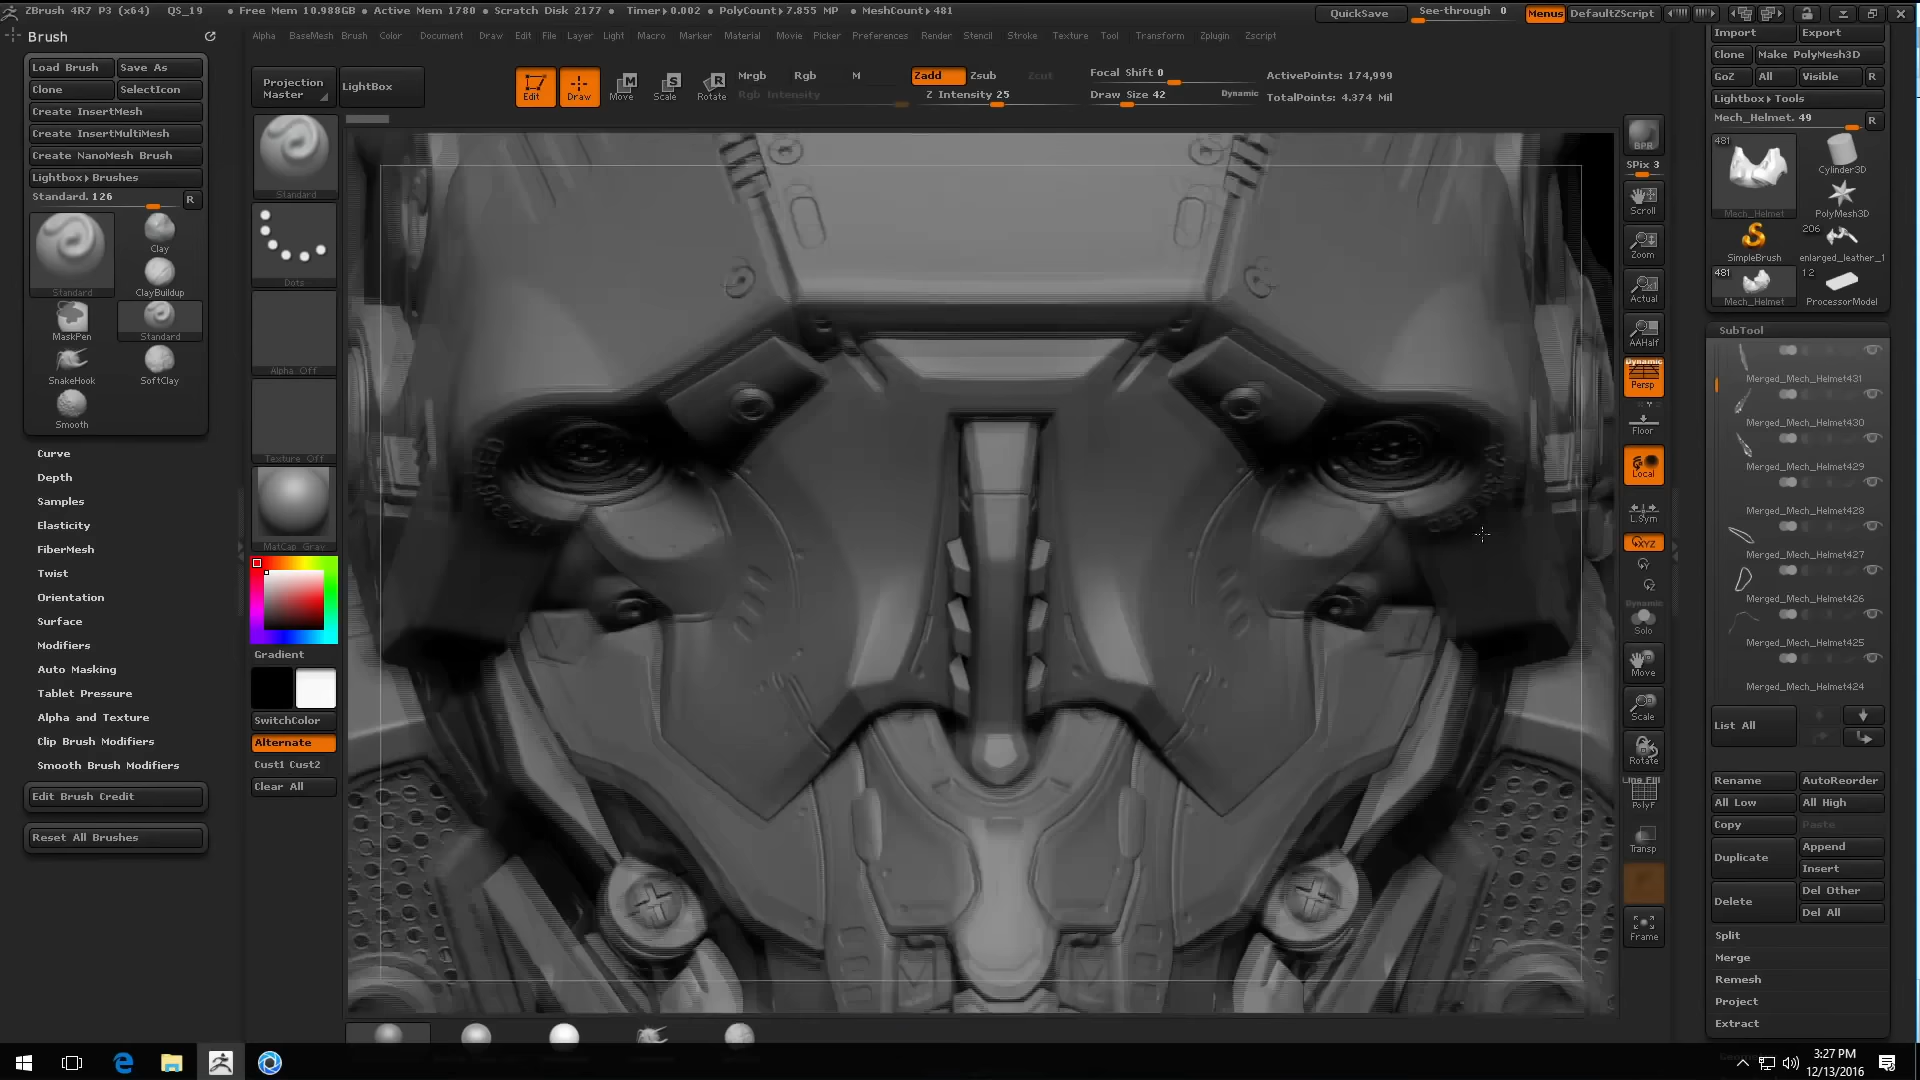 ZBrush 4R7 P3 (x64) QS_19 • Free Mem 10.988GB • Active Mem 1780 • Scratch Disk 2177 • Timer▸0.002 • PolyCount▸7.855 MP • MeshCount▸481
QuickSave See-through 0 Menus DefaultZScript
Brush
Alpha BaseMesh Brush Color Document Draw Edit File Layer Light Macro Marker Material Movie Picker Preferences Render Stencil Stroke Texture Tool Transform Zplugin Zscript
Load Brush Save As
Clone SelectIcon
Create InsertMesh
Create InsertMultiMesh
Create NanoMesh Brush
Lightbox▸Brushes
Standard. 126 R
Standard
Clay
ClayBuildup
MaskPen
Standard
SnakeHook
SoftClay
Smooth
Curve
Depth
Samples
Elasticity
FiberMesh
Twist
Orientation
Surface
Modifiers
Auto Masking
Tablet Pressure
Alpha and Texture
Clip Brush Modifiers
Smooth Brush Modifiers
Edit Brush Credit
Reset All Brushes
Projection Master
LightBox
Edit Draw Move Scale Rotate
Mrgb Rgb M
Rgb Intensity
Zadd Zsub Zcut
Z Intensity 25
Focal Shift 0
Draw Size 42 Dynamic
ActivePoints: 174,999
TotalPoints: 4.374 Mil
Standard
Dots
Alpha Off
Texture Off
MatCap Gray
Gradient
SwitchColor
Alternate
Cust1 Cust2
Clear All
BPR
SPix 3
Scroll
Zoom
Actual
AAHalf
Dynamic
Persp
Floor
Local
L.Sym
XYZ
Dynamic
Solo
Move
Scale
Rotate
Line Fill
PolyF
Transp
Frame
Import Export
Clone Make PolyMesh3D
GoZ All Visible R
Lightbox▸Tools
Mech_Helmet. 49 R
481
Mech_Helmet
Cylinder3D
PolyMesh3D
SimpleBrush
206
enlarged_leather_1
481
Mech_Helmet
12
ProcessorModel
SubTool
Merged_Mech_Helmet431
Merged_Mech_Helmet430
Merged_Mech_Helmet429
Merged_Mech_Helmet428
Merged_Mech_Helmet427
Merged_Mech_Helmet426
Merged_Mech_Helmet425
Merged_Mech_Helmet424
List All
Rename AutoReorder
All Low All High
Copy Paste
Duplicate Append
Insert
Delete Del Other
Del All
Split
Merge
Remesh
Project
Extract
3:27 PM
12/13/2016